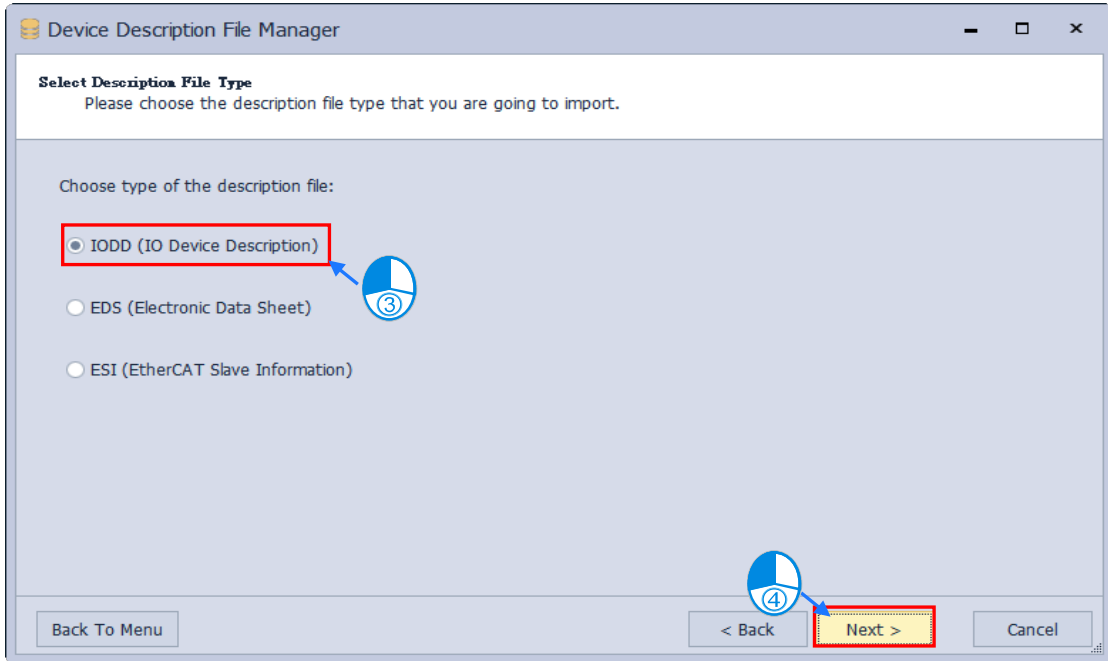 Device Description File Manager
Select Description File Type
Please choose the description file type that you are going to import.
Choose type of the description file:
IODD (IO Device Description)
③
EDS (Electronic Data Sheet)
ESI (EtherCAT Slave Information)
④
Back To Menu
< Back
Next >
Cancel